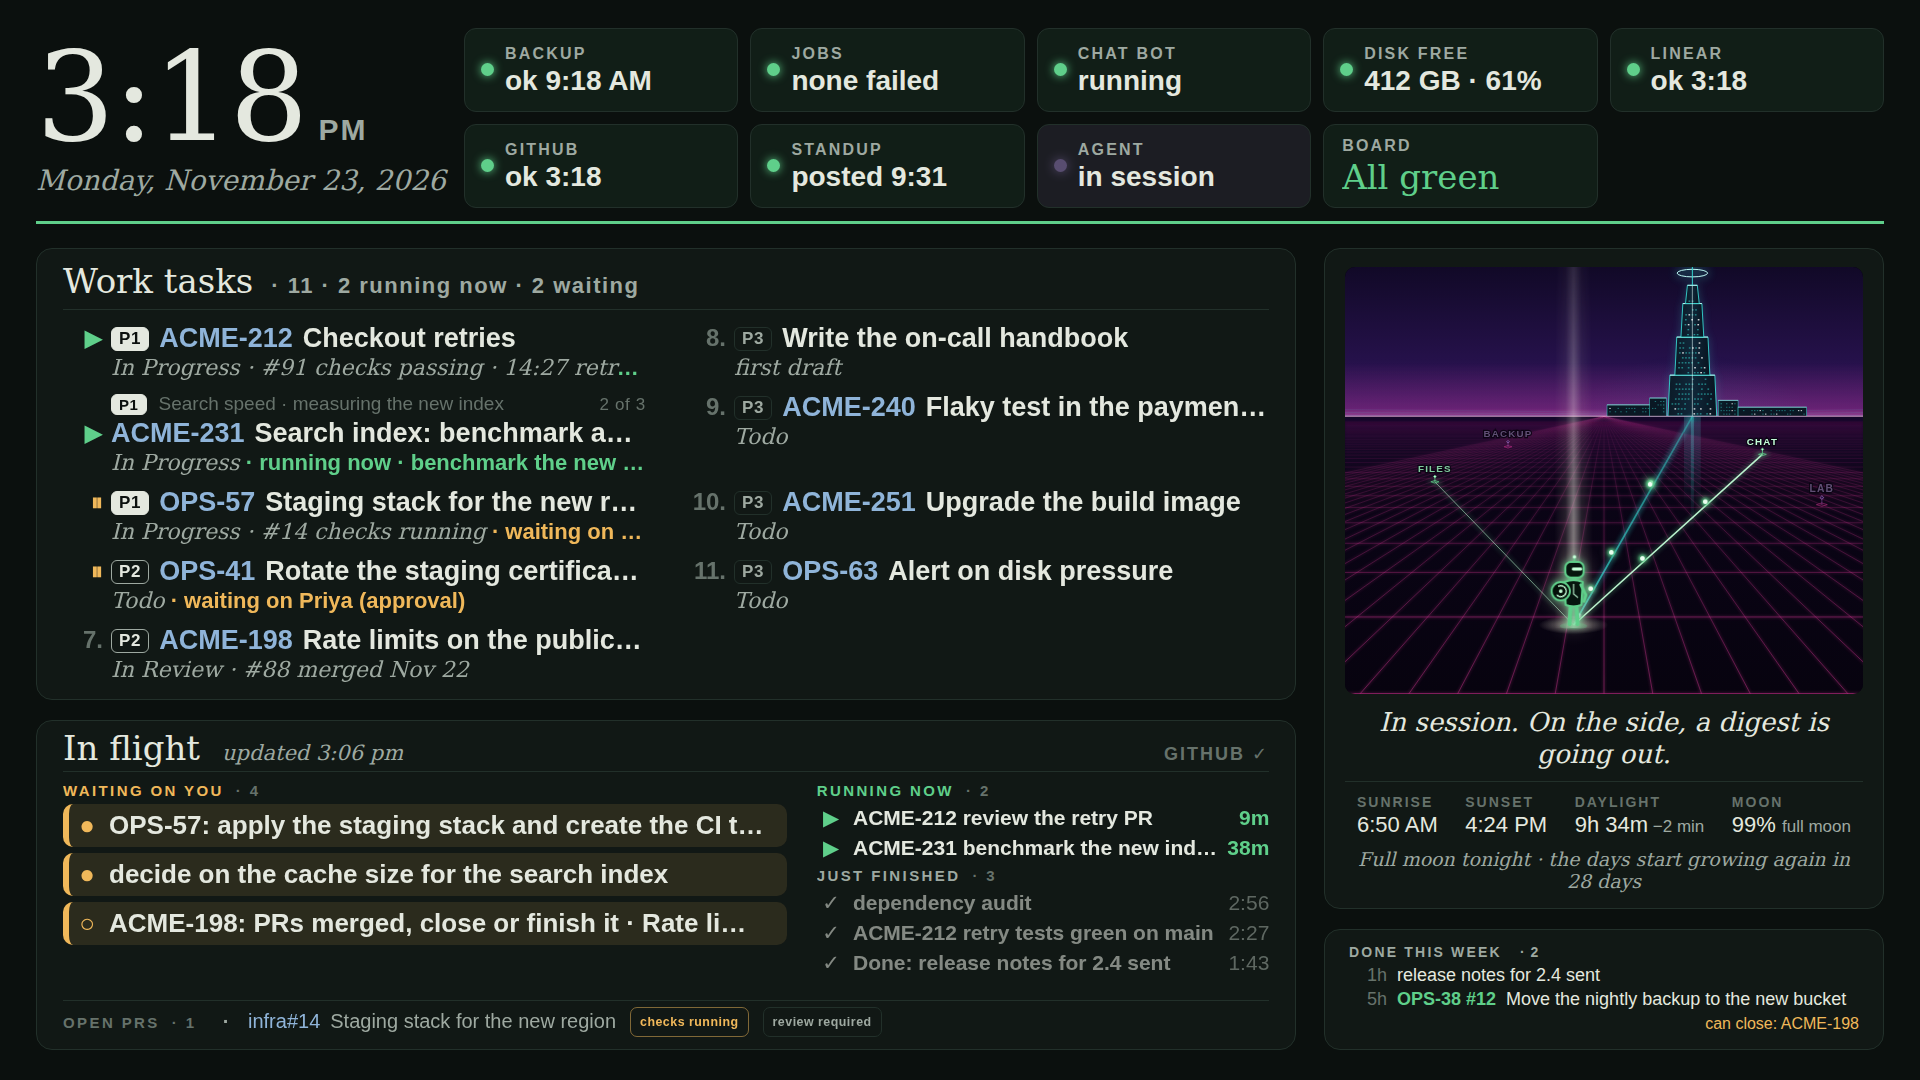 3:18 PM
Monday, November 23, 2026
BACKUP
ok 9:18 AM
JOBS
none failed
CHAT BOT
running
DISK FREE
412 GB · 61%
LINEAR
ok 3:18
GITHUB
ok 3:18
STANDUP
posted 9:31
AGENT
in session
BOARD
All green
Work tasks · 11 · 2 running now · 2 waiting
▶ P1 ACME-212 Checkout retries
In Progress · #91 checks passing · 14:27 retr…
P1 Search speed · measuring the new index 2 of 3
▶ ACME-231 Search index: benchmark a…
In Progress · running now · benchmark the new …
P1 OPS-57 Staging stack for the new r…
In Progress · #14 checks running · waiting on …
P2 OPS-41 Rotate the staging certifica…
Todo · waiting on Priya (approval)
7. P2 ACME-198 Rate limits on the public…
In Review · #88 merged Nov 22
8. P3 Write the on-call handbook
first draft
9. P3 ACME-240 Flaky test in the paymen…
Todo
10. P3 ACME-251 Upgrade the build image
Todo
11. P3 OPS-63 Alert on disk pressure
Todo
BACKUP
CHAT
FILES
LAB
In session. On the side, a digest is
going out.
SUNRISE
6:50 AM
SUNSET
4:24 PM
DAYLIGHT
9h 34m −2 min
MOON
99% full moon
Full moon tonight · the days start growing again in
28 days
In flight updated 3:06 pm GITHUB ✓
WAITING ON YOU · 4
● OPS-57: apply the staging stack and create the CI t…
● decide on the cache size for the search index
○ ACME-198: PRs merged, close or finish it · Rate li…
RUNNING NOW · 2
▶ ACME-212 review the retry PR 9m
▶ ACME-231 benchmark the new ind… 38m
JUST FINISHED · 3
✓ dependency audit 2:56
✓ ACME-212 retry tests green on main 2:27
✓ Done: release notes for 2.4 sent 1:43
OPEN PRS · 1 · infra#14 Staging stack for the new region checks running review required
DONE THIS WEEK · 2
1h release notes for 2.4 sent
5h OPS-38 #12 Move the nightly backup to the new bucket
can close: ACME-198